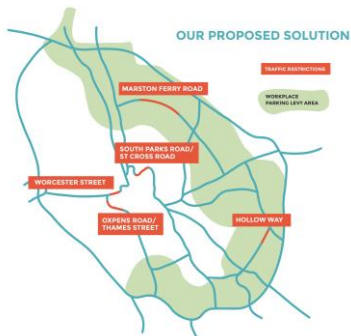 OUR PROPOSED SOLUTION
TRAFFIC RESTRICTIONS
MARSTON FERRY ROAD
WORKPLACE
PARKING LEVY AREA
SOUTH PARKS ROAD/
ST CROSS ROAD
WORCESTER STREET
OXPENS ROAD/
THAMES STREET
HOLLOW WAY